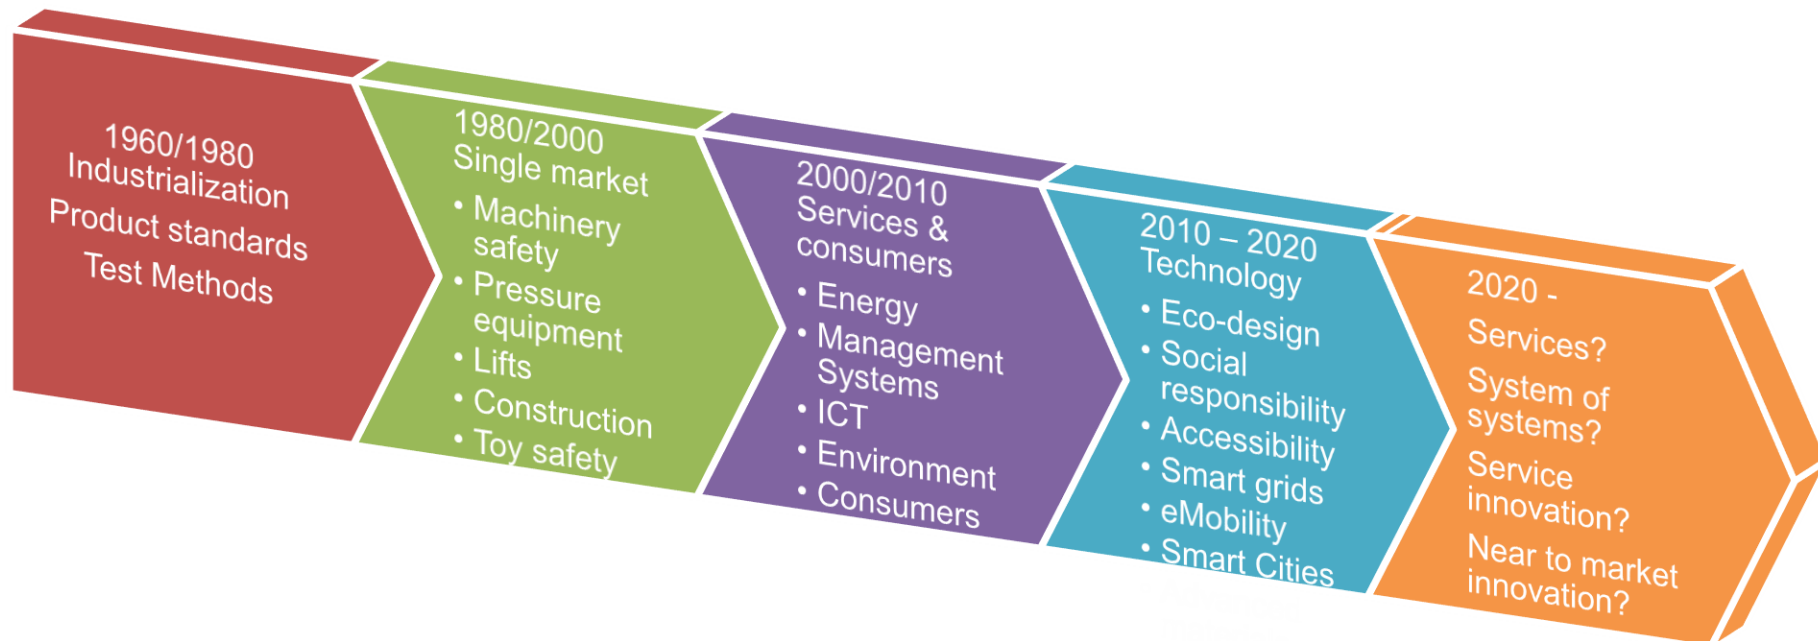 1960/1980
Industrialization
Product standards
Test Methods
1980/2000
Single market
• Machinery
safety
• Pressure
equipment
• Lifts
• Construction
• Toy safety
2000/2010
Services &
consumers
• Energy
• Management
Systems
• ICT
• Environment
• Consumers
2010 – 2020
Technology
• Eco-design
• Social
responsibility
• Accessibility
• Smart grids
• eMobility
• Smart Cities
2020 -
Services?
System of
systems?
Service
innovation?
Near to market
innovation?